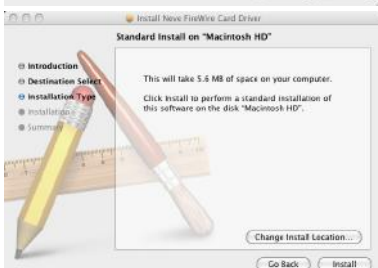 Install Neve FireWire Card Driver
Standard Install on "Macintosh HD"
Introduction
Destination Select
Installation Type
Installation
Summary
This will take 5.6 MB of space on your computer.
Click Install to perform a standard installation of
this software on the disk "Macintosh HD".
Change Install Location...
Go Back
Install